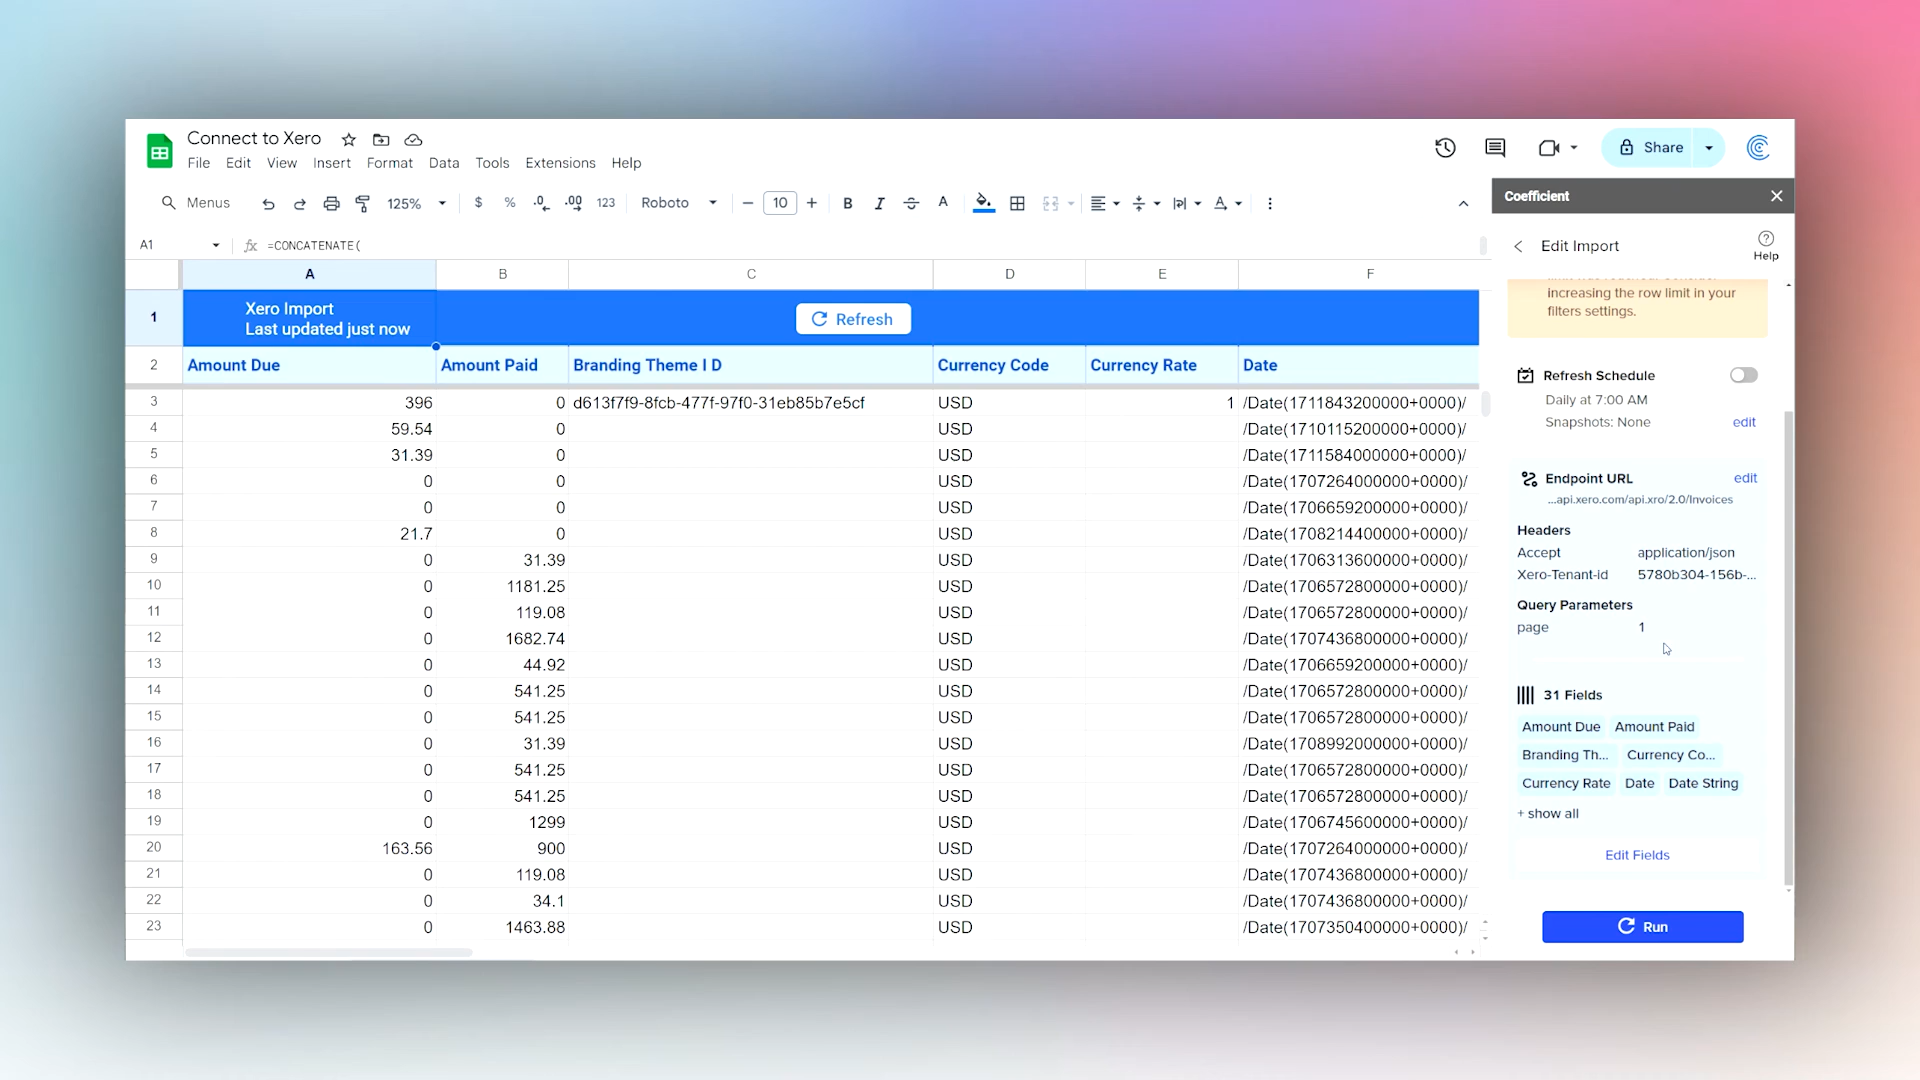 Connect to Xero
File Edit View Insert Format Data Tools Extensions Help
Share
Menus 125% $ % .0 .00 123 Roboto 10 B I A A
A1 fx =CONCATENATE(
A B C D E F
1 Xero Import
Last updated just now
Refresh
2 Amount Due Amount Paid Branding Theme I D Currency Code Currency Rate Date
3 396 0 d613f7f9-8fcb-477f-97f0-31eb85b7e5cf USD 1 /Date(1711843200000+0000)/
4 59.54 0 USD /Date(1710115200000+0000)/
5 31.39 0 USD /Date(1711584000000+0000)/
6 0 0 USD /Date(1707264000000+0000)/
7 0 0 USD /Date(1706659200000+0000)/
8 21.7 0 USD /Date(1708214400000+0000)/
9 0 31.39 USD /Date(1706313600000+0000)/
10 0 1181.25 USD /Date(1706572800000+0000)/
11 0 119.08 USD /Date(1706572800000+0000)/
12 0 1682.74 USD /Date(1707436800000+0000)/
13 0 44.92 USD /Date(1706659200000+0000)/
14 0 541.25 USD /Date(1706572800000+0000)/
15 0 541.25 USD /Date(1706572800000+0000)/
16 0 31.39 USD /Date(1708992000000+0000)/
17 0 541.25 USD /Date(1706572800000+0000)/
18 0 541.25 USD /Date(1706572800000+0000)/
19 0 1299 USD /Date(1706745600000+0000)/
20 163.56 900 USD /Date(1707264000000+0000)/
21 0 119.08 USD /Date(1707436800000+0000)/
22 0 34.1 USD /Date(1707436800000+0000)/
23 0 1463.88 USD /Date(1707350400000+0000)/
Coefficient
Edit Import
Help
increasing the row limit in your
filters settings.
Refresh Schedule
Daily at 7:00 AM
Snapshots: None edit
Endpoint URL edit
...api.xero.com/api.xro/2.0/Invoices
Headers
Accept application/json
Xero-Tenant-id 5780b304-156b-...
Query Parameters
page 1
31 Fields
Amount Due Amount Paid
Branding Th... Currency Co...
Currency Rate Date Date String
+ show all
Edit Fields
Run